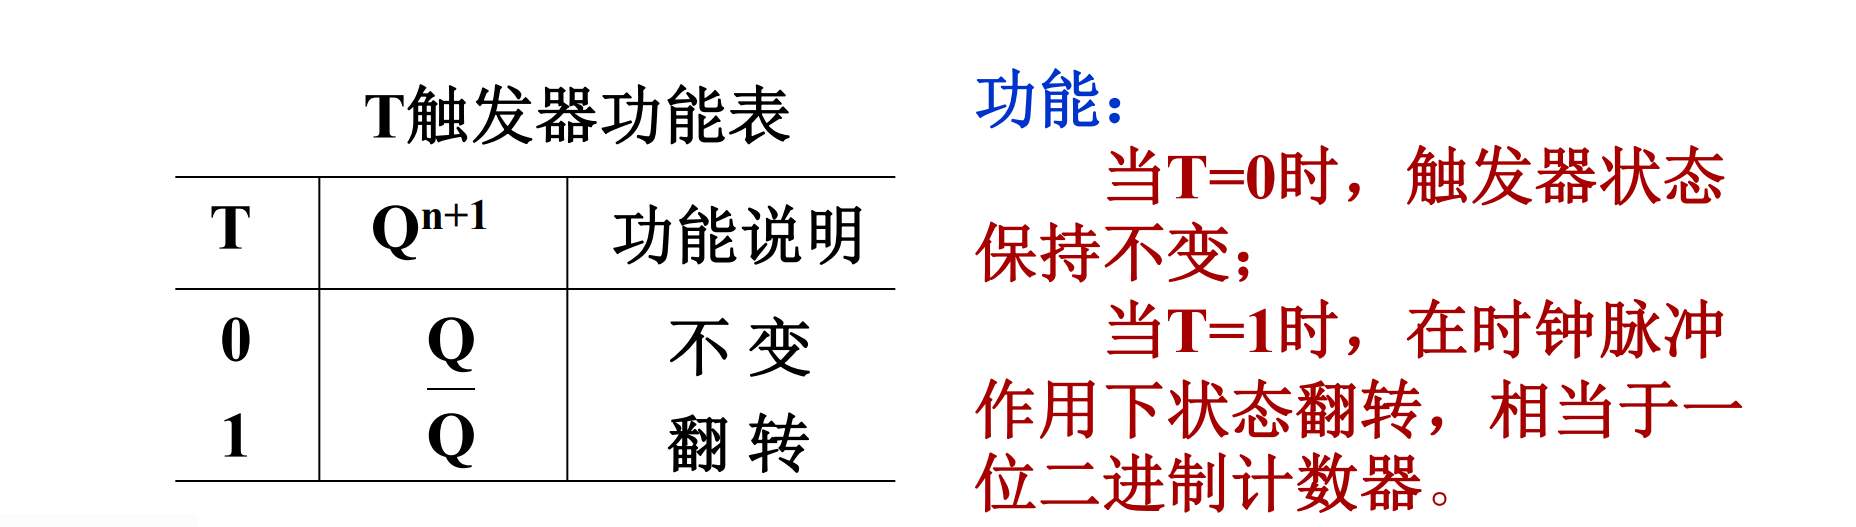 T触发器功能表
T Qⁿ⁺¹ 功能说明
0 Q 不变
1 Q̅ 翻转
功能：
当T=0时，触发器状态
保持不变；
当T=1时，在时钟脉冲
作用下状态翻转，相当于一
位二进制计数器。